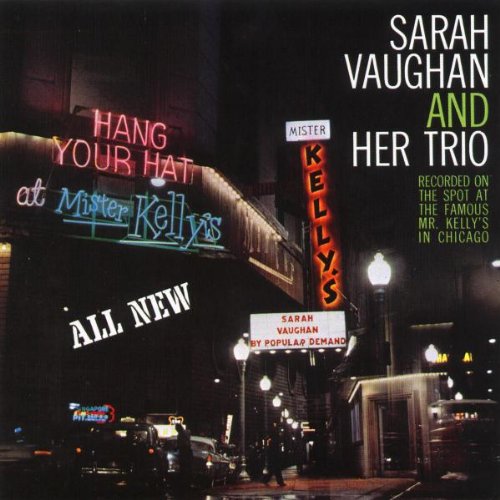 SARAH
VAUGHAN
AND
HER TRIO
RECORDED ON
THE SPOT AT
THE FAMOUS
MR. KELLY'S
IN CHICAGO
HANG
YOUR HAT
at Mister Kelly's
ALL NEW
MISTER
KELLY'S
SARAH
VAUGHAN
BY POPULAR DEMAND
SINGAPORE